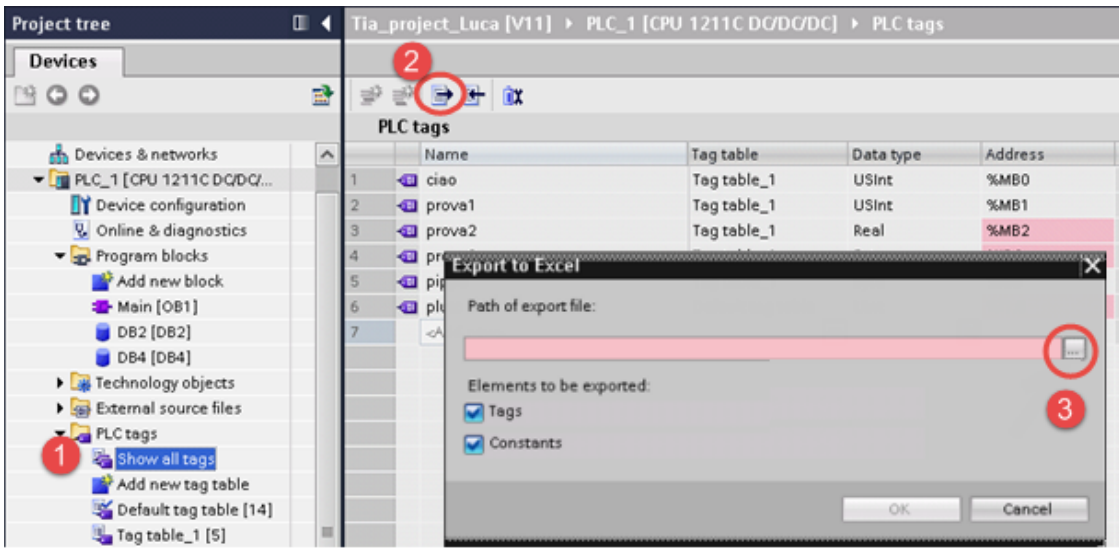 Project tree
Tia_project_Luca [V11] PLC_1 [CPU 1211C DC/DC/DC] PLC tags
Devices
2
PLC tags
Name Tag table Data type Address
Devices & networks
PLC_1 [CPU 1211C DC/DC/...
Device configuration
Online & diagnostics
Program blocks
Add new block
Main [OB1]
DB2 [DB2]
DB4 [DB4]
Technology objects
External source files
PLC tags
1
Show all tags
Add new tag table
Default tag table [14]
Tag table_1 [5]
1 ciao Tag table_1 USInt %MB0
2 prova1 Tag table_1 USInt %MB1
3 prova2 Tag table_1 Real %MB2
4
5
6
7
Export to Excel
Path of export file:
...
Elements to be exported:
3
Tags
Constants
OK Cancel